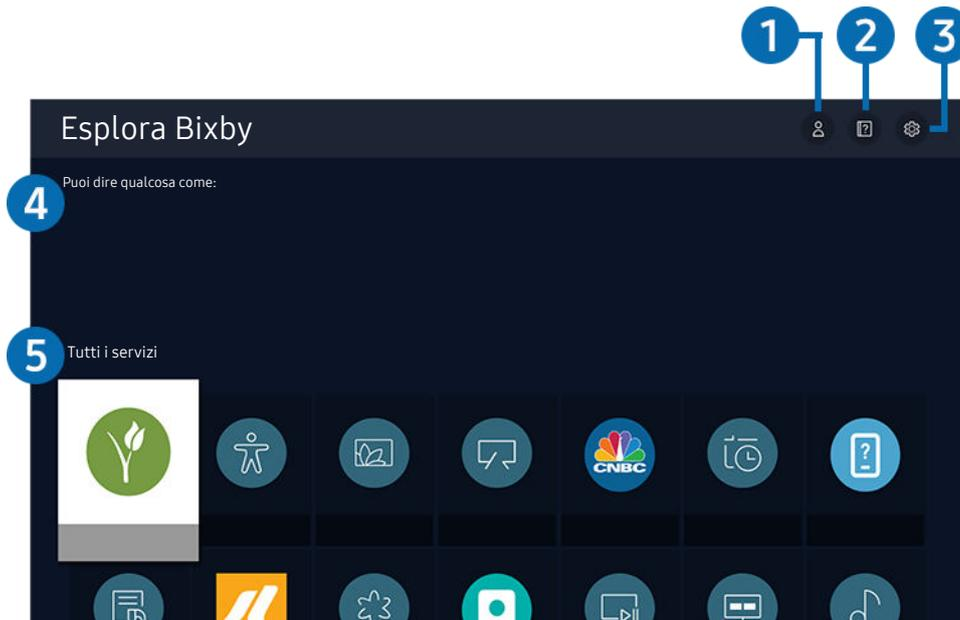 1 2 3
Esplora Bixby
4
Puoi dire qualcosa come:
5
Tutti i servizi
CNBC
?